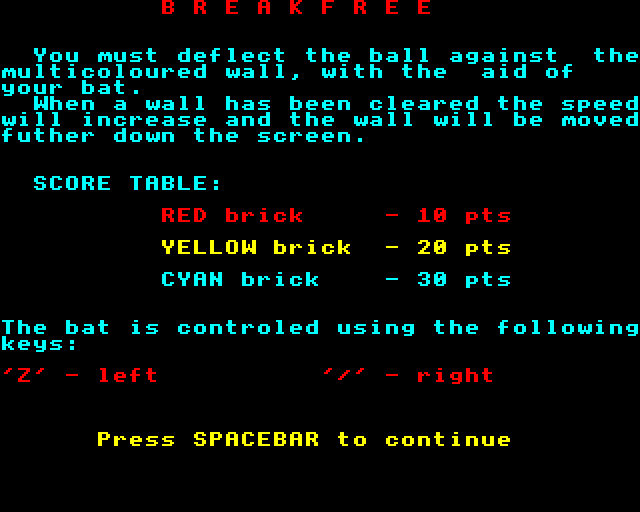 B R E A K F R E E
You must deflect the ball against the
multicoloured wall, with the aid of
your bat.
When a wall has been cleared the speed
will increase and the wall will be moved
futher down the screen.
SCORE TABLE:
RED brick - 10 pts
YELLOW brick - 20 pts
CYAN brick - 30 pts
The bat is controled using the following
keys:
'Z' - left '/' - right
Press SPACEBAR to continue